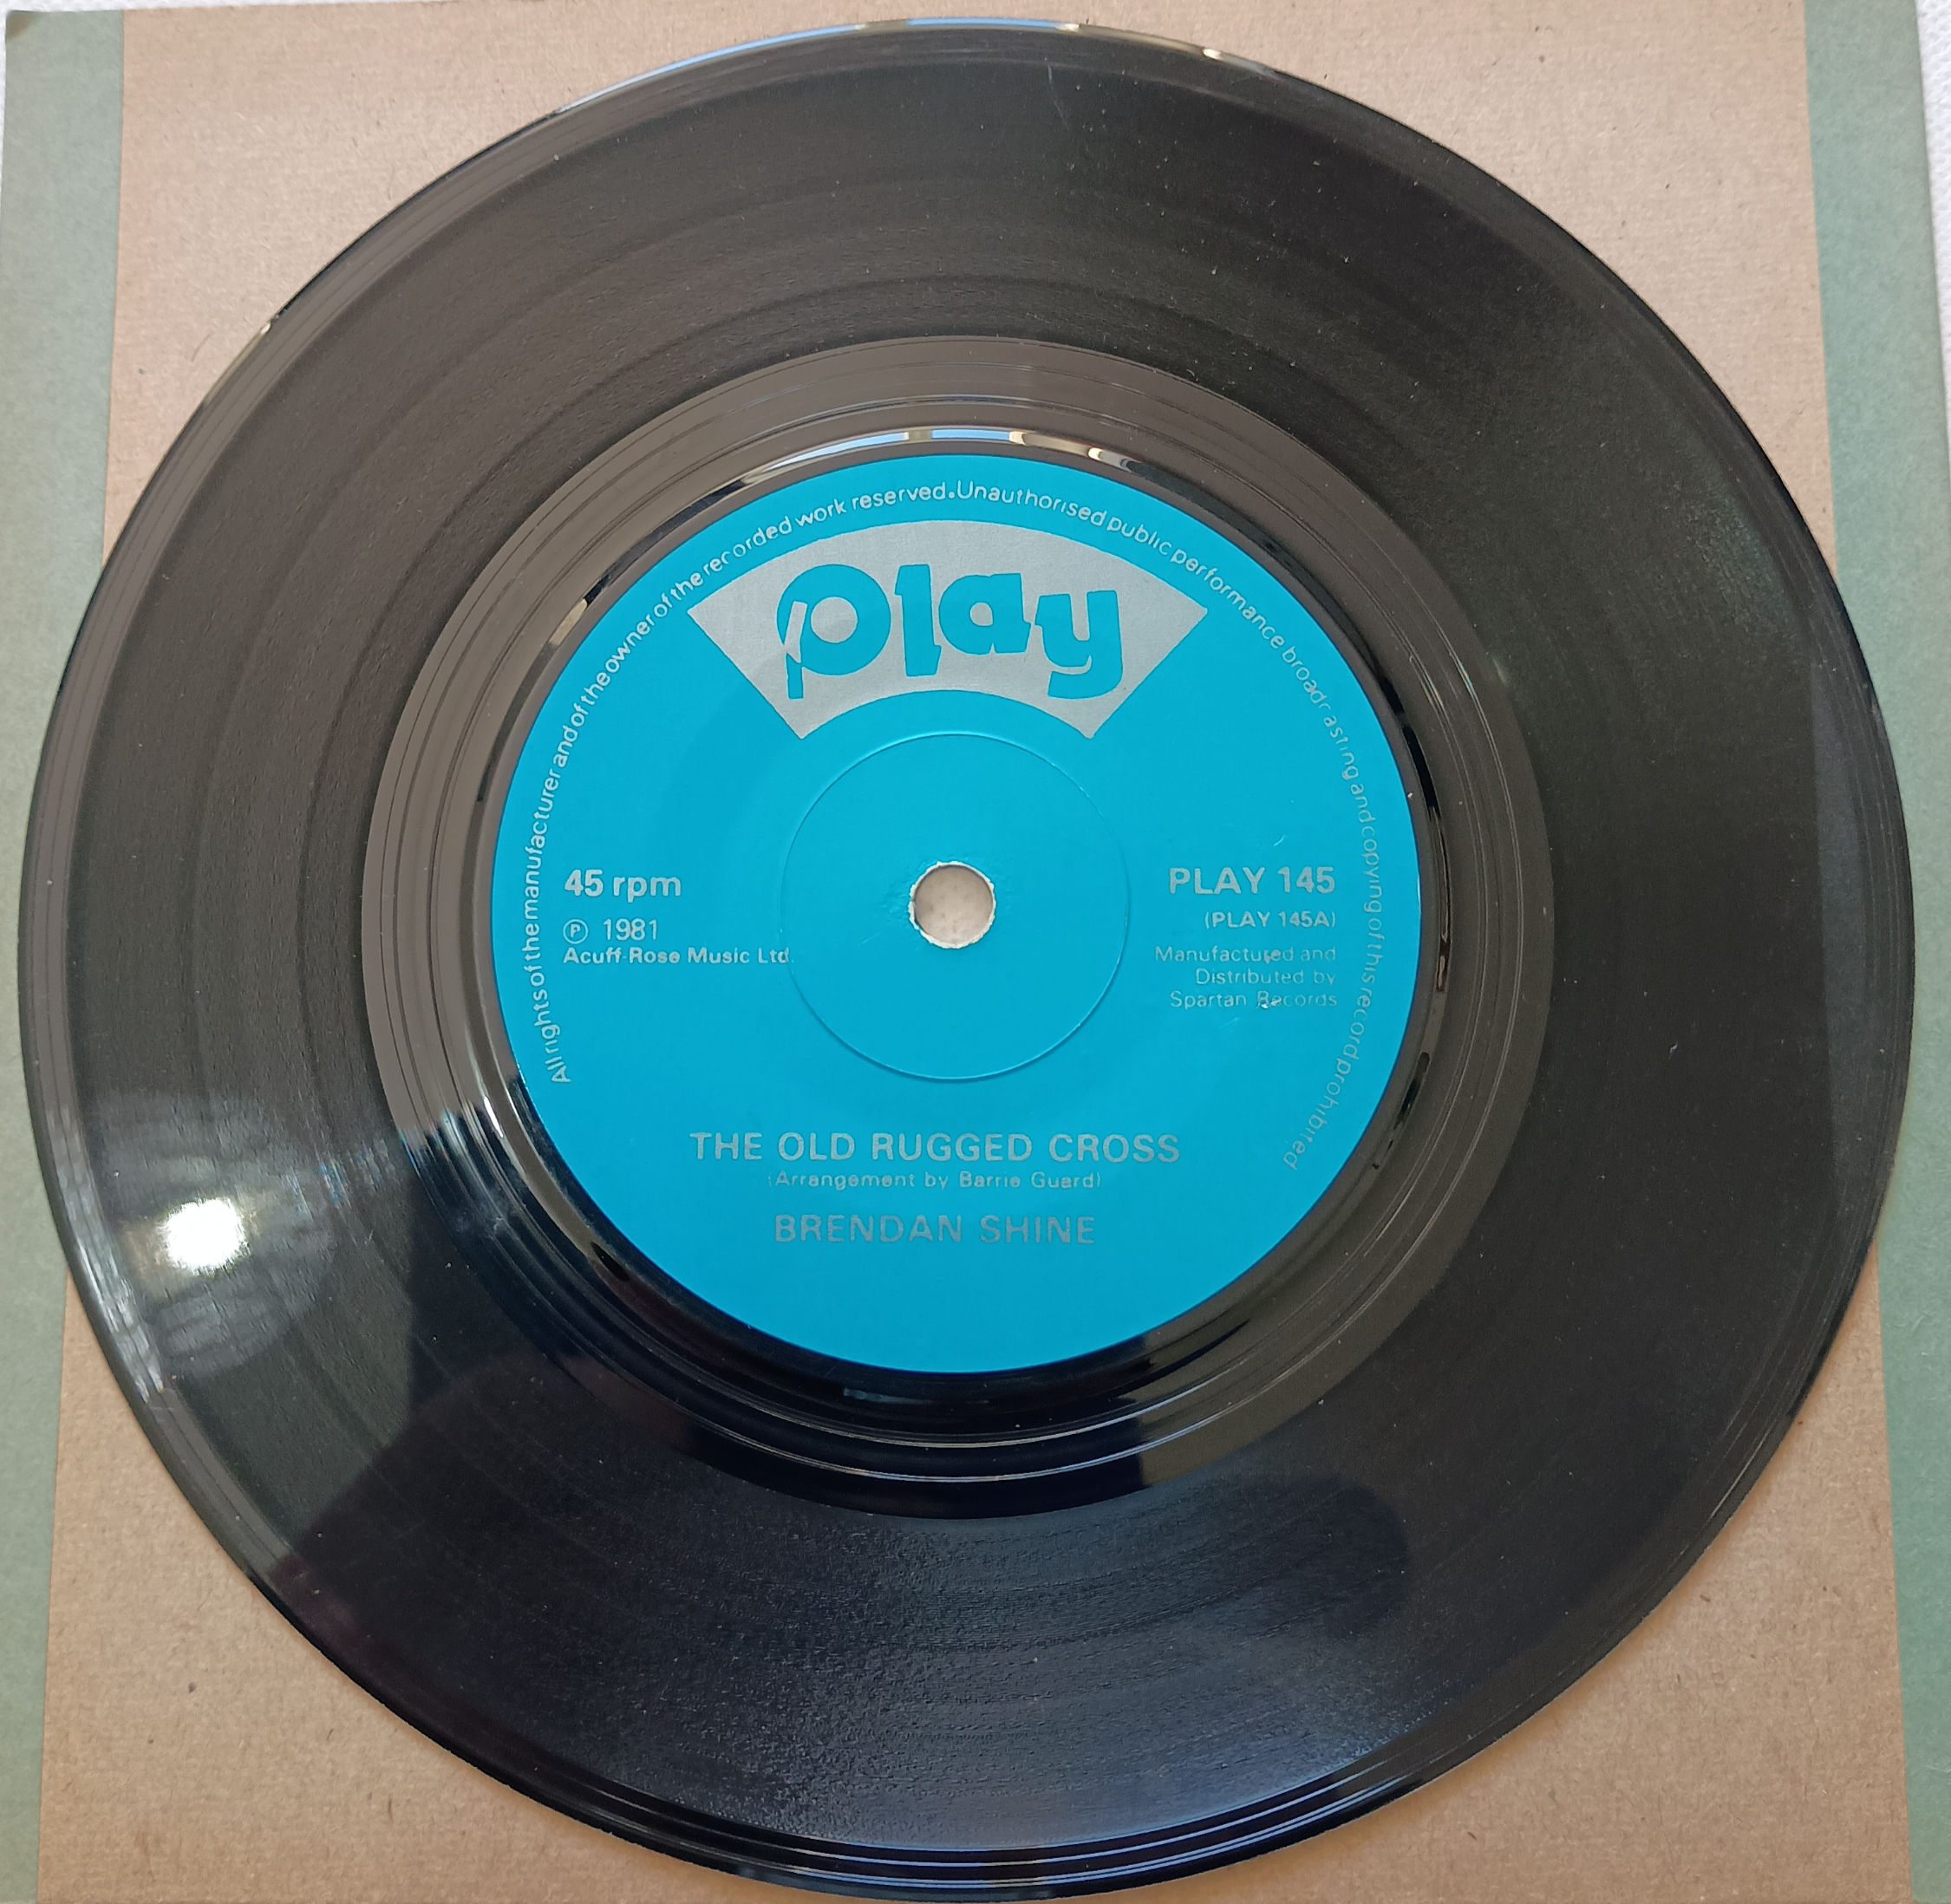 All rights of the manufacturer and of the owner of the recorded work reserved. Unauthorised public performance broadcasting and copying of this record prohibited
play
45 rpm
Ⓟ 1981
Acuff-Rose Music Ltd.
PLAY 145
(PLAY 145A)
Manufactured and
Distributed by
Spartan Records
THE OLD RUGGED CROSS
(Arrangement by Barrie Guard)
BRENDAN SHINE